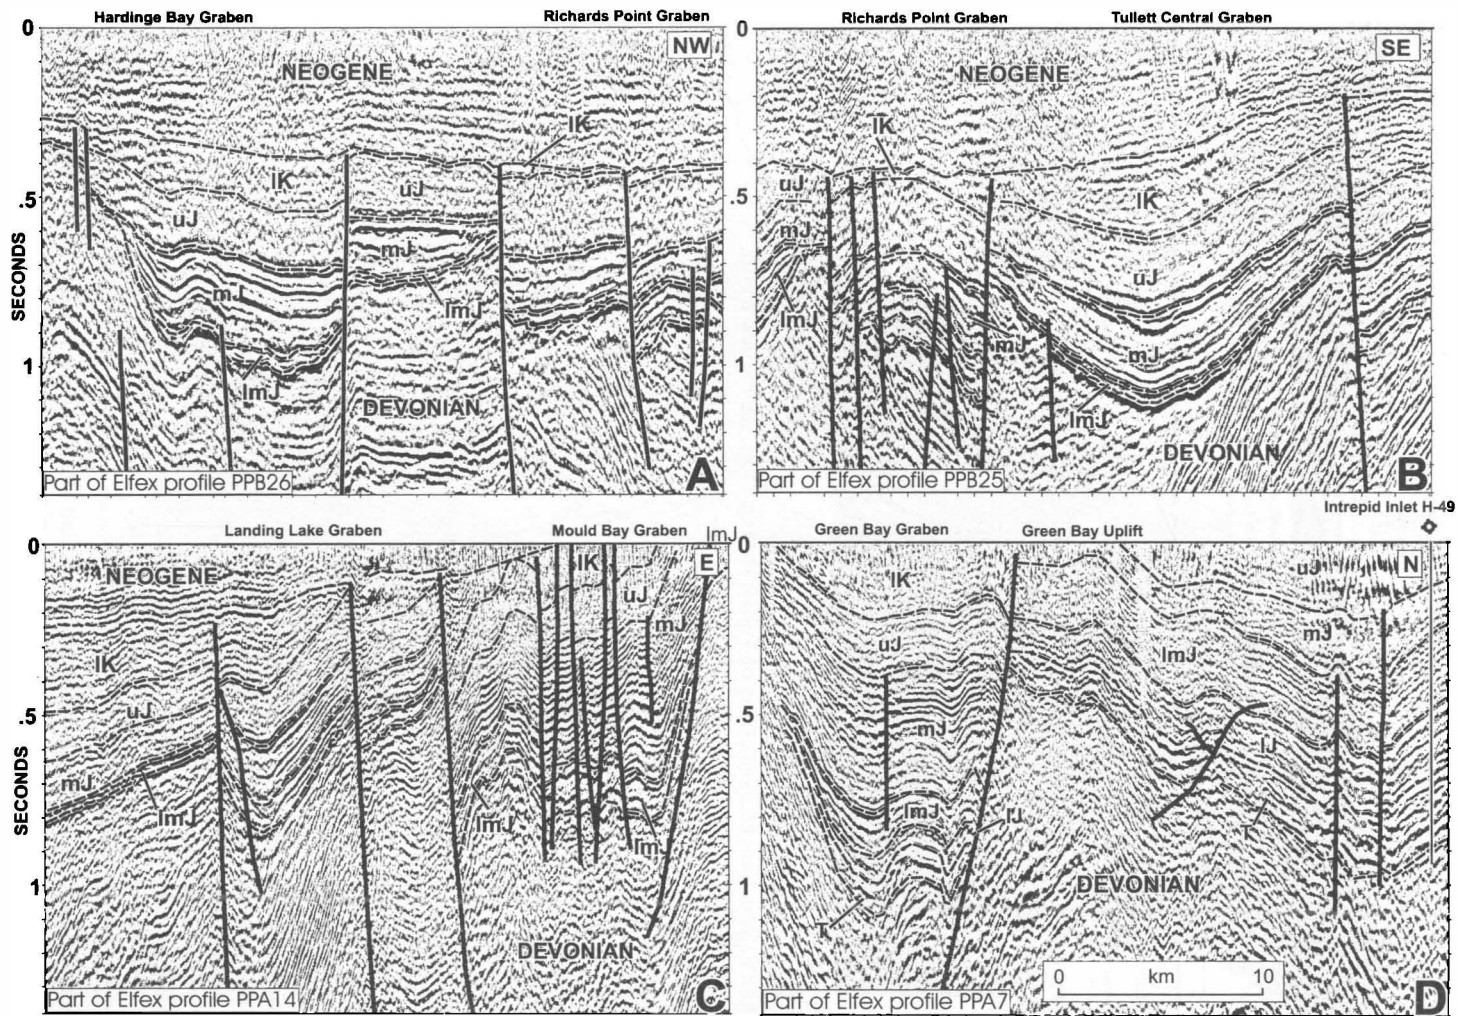 Hardinge Bay Graben Richards Point Graben
0
NW
NEOGENE
lK
lK
uJ
uJ
.5
mJ
mJ
lmJ
SECONDS
1
lmJ
DEVONIAN
Part of Elfex profile PPB26
A
Richards Point Graben Tullett Central Graben
0
SE
NEOGENE
lK
uJ
.5
lK
mJ
uJ
lmJ
mJ
mJ
1
lmJ
DEVONIAN
Part of Elfex profile PPB25
B
Landing Lake Graben Mould Bay Graben lmJ
0
NEOGENE
lK
E
uJ
mJ
lK
uJ
.5
SECONDS
mJ
lmJ
lmJ
lmJ
1
DEVONIAN
Part of Elfex profile PPA14
C
Intrepid Inlet H-49
Green Bay Graben Green Bay Uplift
0
lK
uJ
N
uJ
mJ
lmJ
.5
mJ
lJ
lmJ
lJ
T
1
DEVONIAN
T
0 km 10
Part of Elfex profile PPA7
D